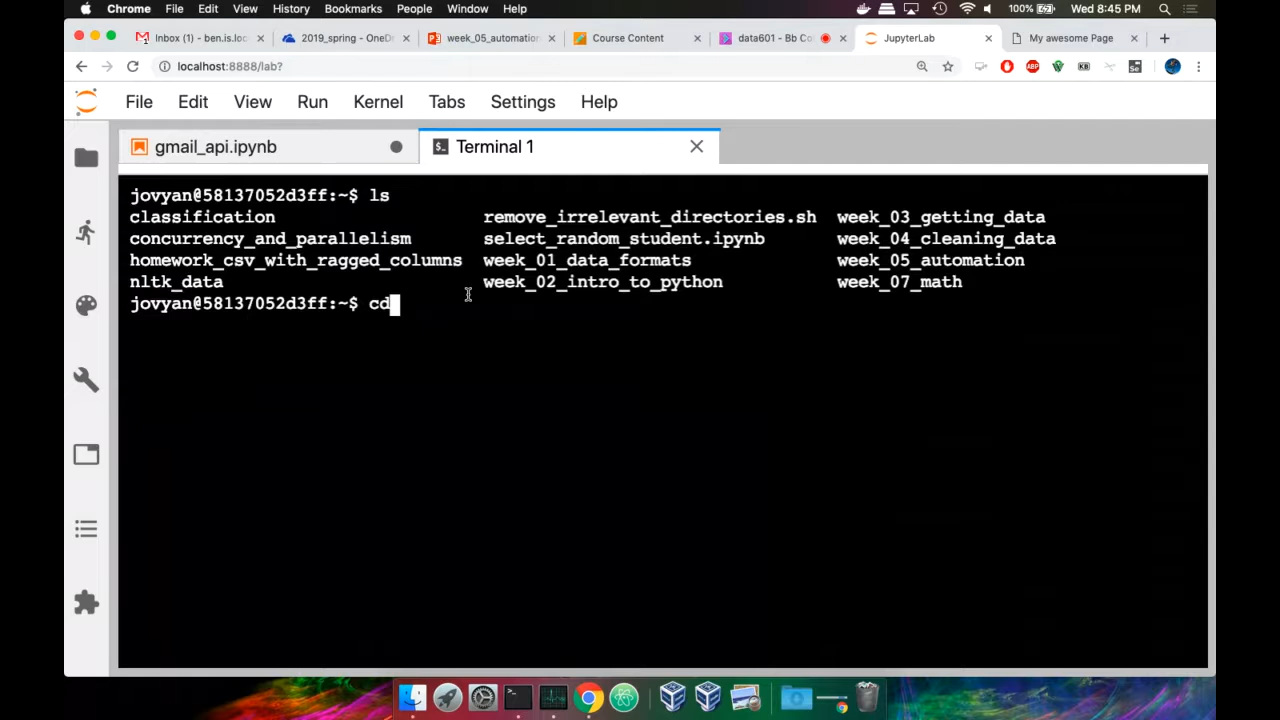 Chrome File Edit View History Bookmarks People Window Help 100% Wed 8:45 PM
Inbox (1) - ben.is.loc 2019_spring - OneDr week_05_automation Course Content data601 - Bb Co JupyterLab My awesome Page
localhost:8888/lab?
File Edit View Run Kernel Tabs Settings Help
gmail_api.ipynb Terminal 1
jovyan@58137052d3ff:~$ ls
classification remove_irrelevant_directories.sh week_03_getting_data
concurrency_and_parallelism select_random_student.ipynb week_04_cleaning_data
homework_csv_with_ragged_columns week_01_data_formats week_05_automation
nltk_data week_02_intro_to_python week_07_math
jovyan@58137052d3ff:~$ cd